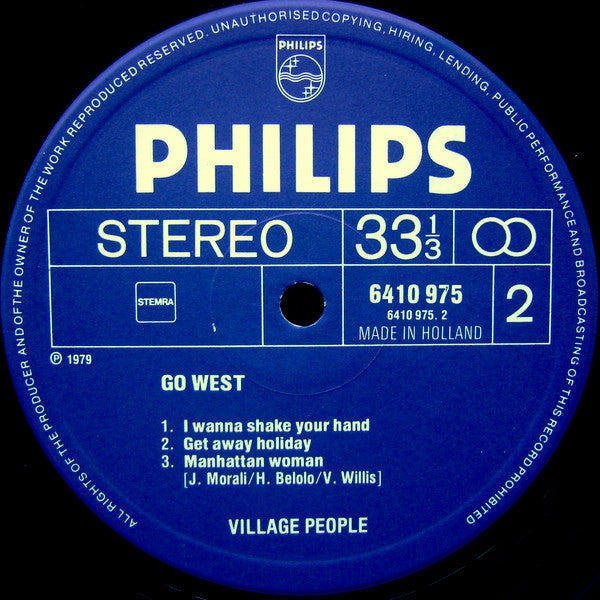 ALL RIGHTS OF THE PRODUCER AND OF THE OWNER OF THE WORK REPRODUCED RESERVED. UNAUTHORISED COPYING, HIRING, LENDING, PUBLIC PERFORMANCE AND BROADCASTING OF THIS RECORD PROHIBITED
PHILIPS
PHILIPS
STEREO 33 1/3
STEMRA 6410 975 2
6410 975. 2
MADE IN HOLLAND
℗ 1979
GO WEST
1. I wanna shake your hand
2. Get away holiday
3. Manhattan woman
[J. Morali/H. Belolo/V. Willis]
VILLAGE PEOPLE